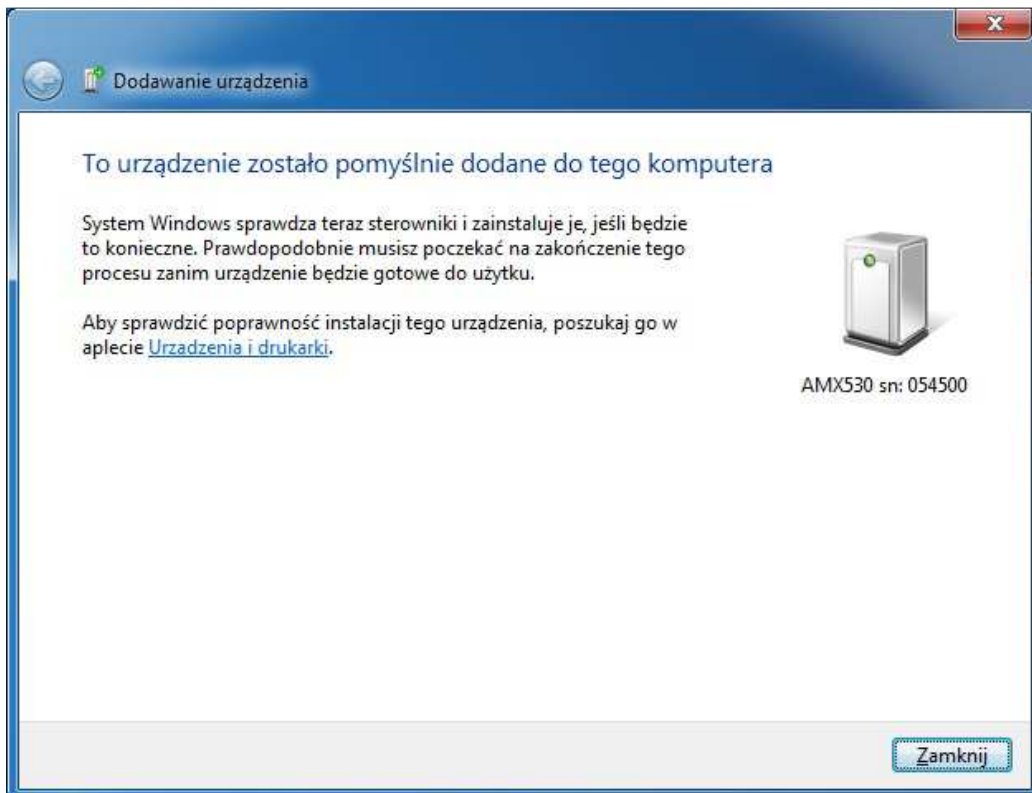 Dodawanie urządzenia
To urządzenie zostało pomyślnie dodane do tego komputera
System Windows sprawdza teraz sterowniki i zainstaluje je, jeśli będzie
to konieczne. Prawdopodobnie musisz poczekać na zakończenie tego
procesu zanim urządzenie będzie gotowe do użytku.
Aby sprawdzić poprawność instalacji tego urządzenia, poszukaj go w
aplecie Urzadzenia i drukarki.
AMX530 sn: 054500
Zamknij